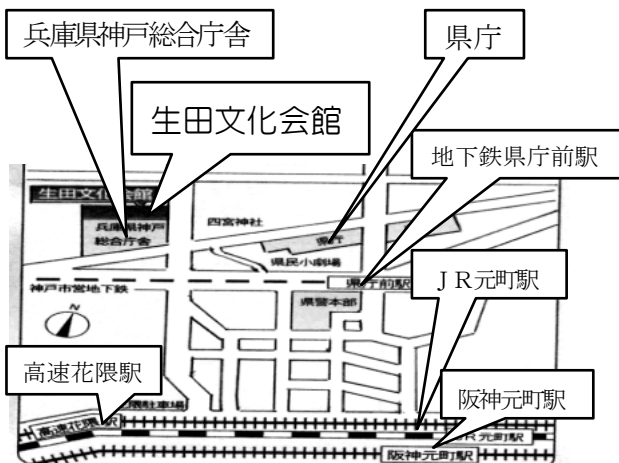 兵庫県神戸総合庁舎
県庁
生田文化会館
地下鉄県庁前駅
生田文化会館
兵庫県神戸
総合庁舎
四宮神社
県庁
県民小劇場
神戸市営地下鉄
県庁前駅
JR元町駅
県警本部
N
高速花隈駅
阪神元町駅
隈駐車場
高速花隈駅
R元町駅
阪神元町駅